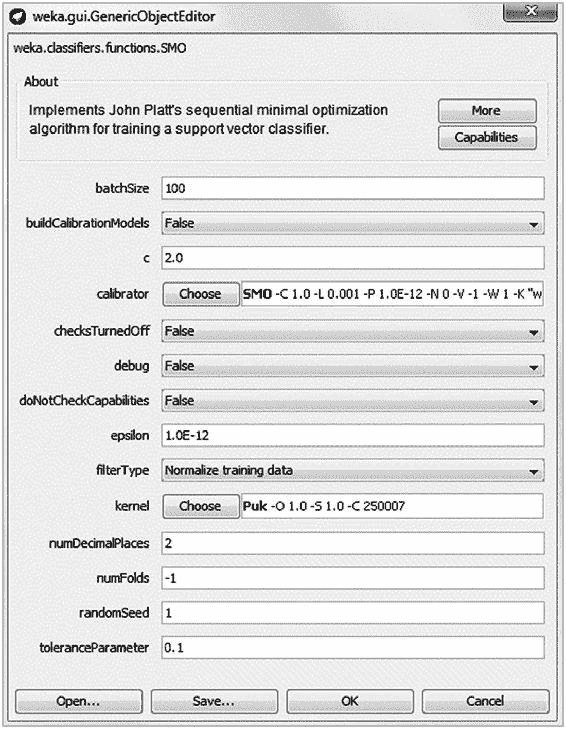 weka.gui.GenericObjectEditor
weka.classifiers.functions.SMO
About
Implements John Platt's sequential minimal optimization
algorithm for training a support vector classifier.
More
Capabilities
batchSize 100
buildCalibrationModels False
c 2.0
calibrator Choose SMO -C 1.0 -L 0.001 -P 1.0E-12 -N 0 -V -1 -W 1 -K "w
checksTurnedOff False
debug False
doNotCheckCapabilities False
epsilon 1.0E-12
filterType Normalize training data
kernel Choose Puk -O 1.0 -S 1.0 -C 250007
numDecimalPlaces 2
numFolds -1
randomSeed 1
toleranceParameter 0.1
Open... Save... OK Cancel